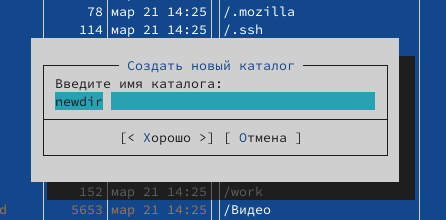 78 мар 21 14:25 /.mozilla
114 мар 21 14:25 /.ssh
Создать новый каталог
Введите имя каталога:
newdir
[< Хорошо >] [ Отмена ]
152 мар 21 14:25 /work
d 5653 мар 21 14:25 /Видео